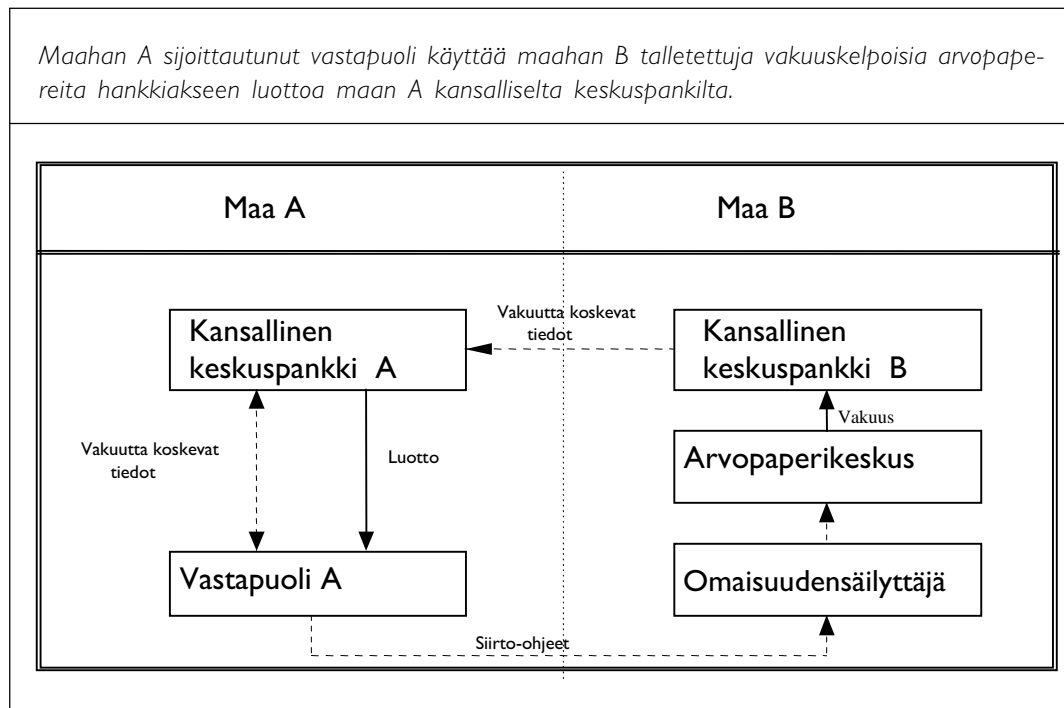 Maahan A sijoittautunut vastapuoli käyttää maahan B talletettuja vakuuskelpoisia arvopape-
reita hankkiakseen luottoa maan A kansalliselta keskuspankilta.
Maa A
Maa B
Kansallinen
keskuspankki A
Vakuutta koskevat
tiedot
Kansallinen
keskuspankki B
Vakuus
Vakuutta koskevat
tiedot
Luotto
Arvopaperikeskus
Vastapuoli A
Omaisuudensäilyttäjä
Siirto-ohjeet